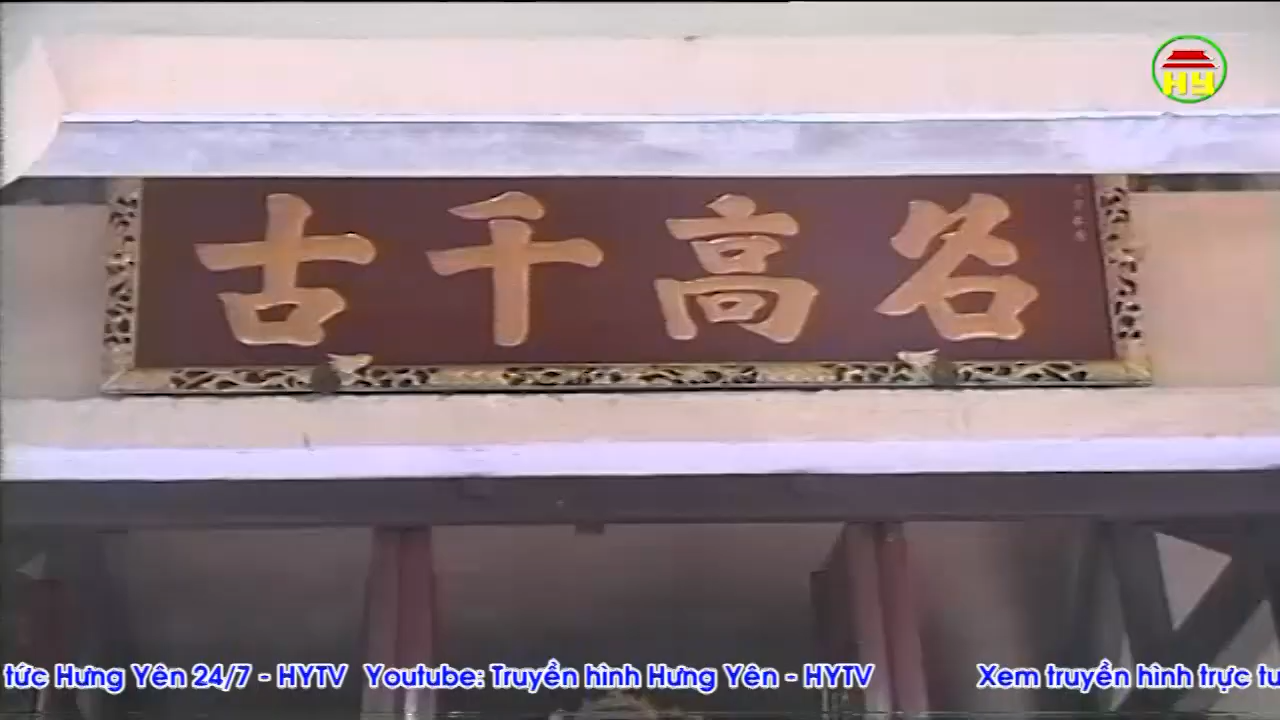 HY
名高千古
tức Hưng Yên 24/7 - HYTV Youtube: Truyền hình Hưng Yên - HYTV Xem truyền hình trực